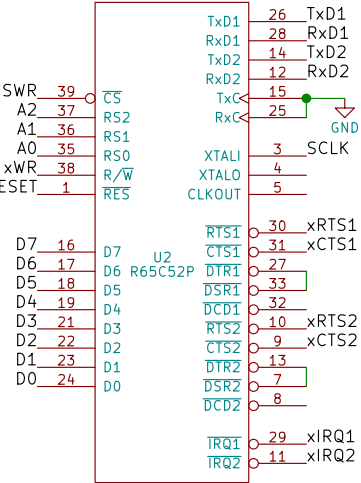 TxD1 26 TxD1
RxD1 28 RxD1
TxD2 14 TxD2
RxD2 12 RxD2
SWR 39 CS TxC 15
A2 37 RS2 RxC 25 GND
A1 36 RS1
A0 35 RS0 XTALI 3 SCLK
xWR 38 R/W XTALO 4
ESET 1 RES CLKOUT 5
RTS1 30 xRTS1
D7 16 D7 CTS1 31 xCTS1
D6 17 D6 U2 DTR1 27
D5 18 D5 R65C52P DSR1 33
D4 19 D4 DCD1 32
D3 21 D3 RTS2 10 xRTS2
D2 22 D2 CTS2 9 xCTS2
D1 23 D1 DTR2 13
D0 24 D0 DSR2 7
DCD2 8
IRQ1 29 xIRQ1
IRQ2 11 xIRQ2